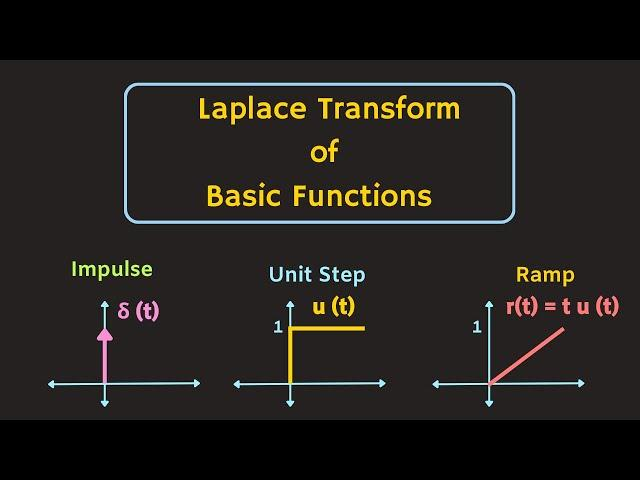 Laplace Transform
of
Basic Functions
Impulse
δ (t)
Unit Step
u (t)
1
Ramp
r(t) = t u (t)
1